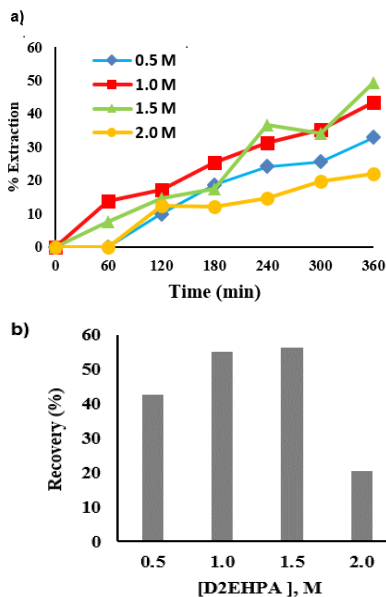 a)
60
50
40
30
20
10
0
% Extraction
0.5 M
1.0 M
1.5 M
2.0 M
0 60 120 180 240 300 360
Time (min)
b)
60
50
40
30
20
10
0
Recovery (%)
0.5 1.0 1.5 2.0
[D2EHPA ], M